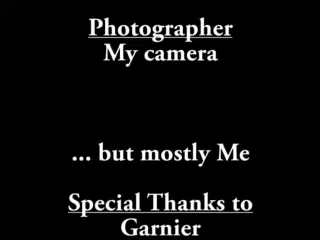 Photographer
My camera
... but mostly Me
Special Thanks to
Garnier